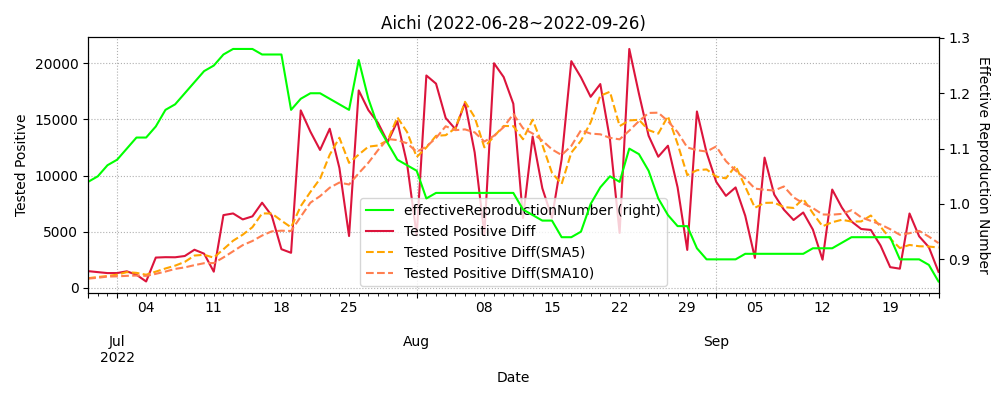 Aichi (2022-06-28~2022-09-26)
Tested Positive
20000
15000
10000
5000
0
1.3
1.2
1.1
1.0
0.9
Effective Reproduction Number
effectiveReproductionNumber (right)
Tested Positive Diff
Tested Positive Diff(SMA5)
Tested Positive Diff(SMA10)
04 11 18 25 08 15 22 29 05 12 19
Jul Aug Sep
2022
Date